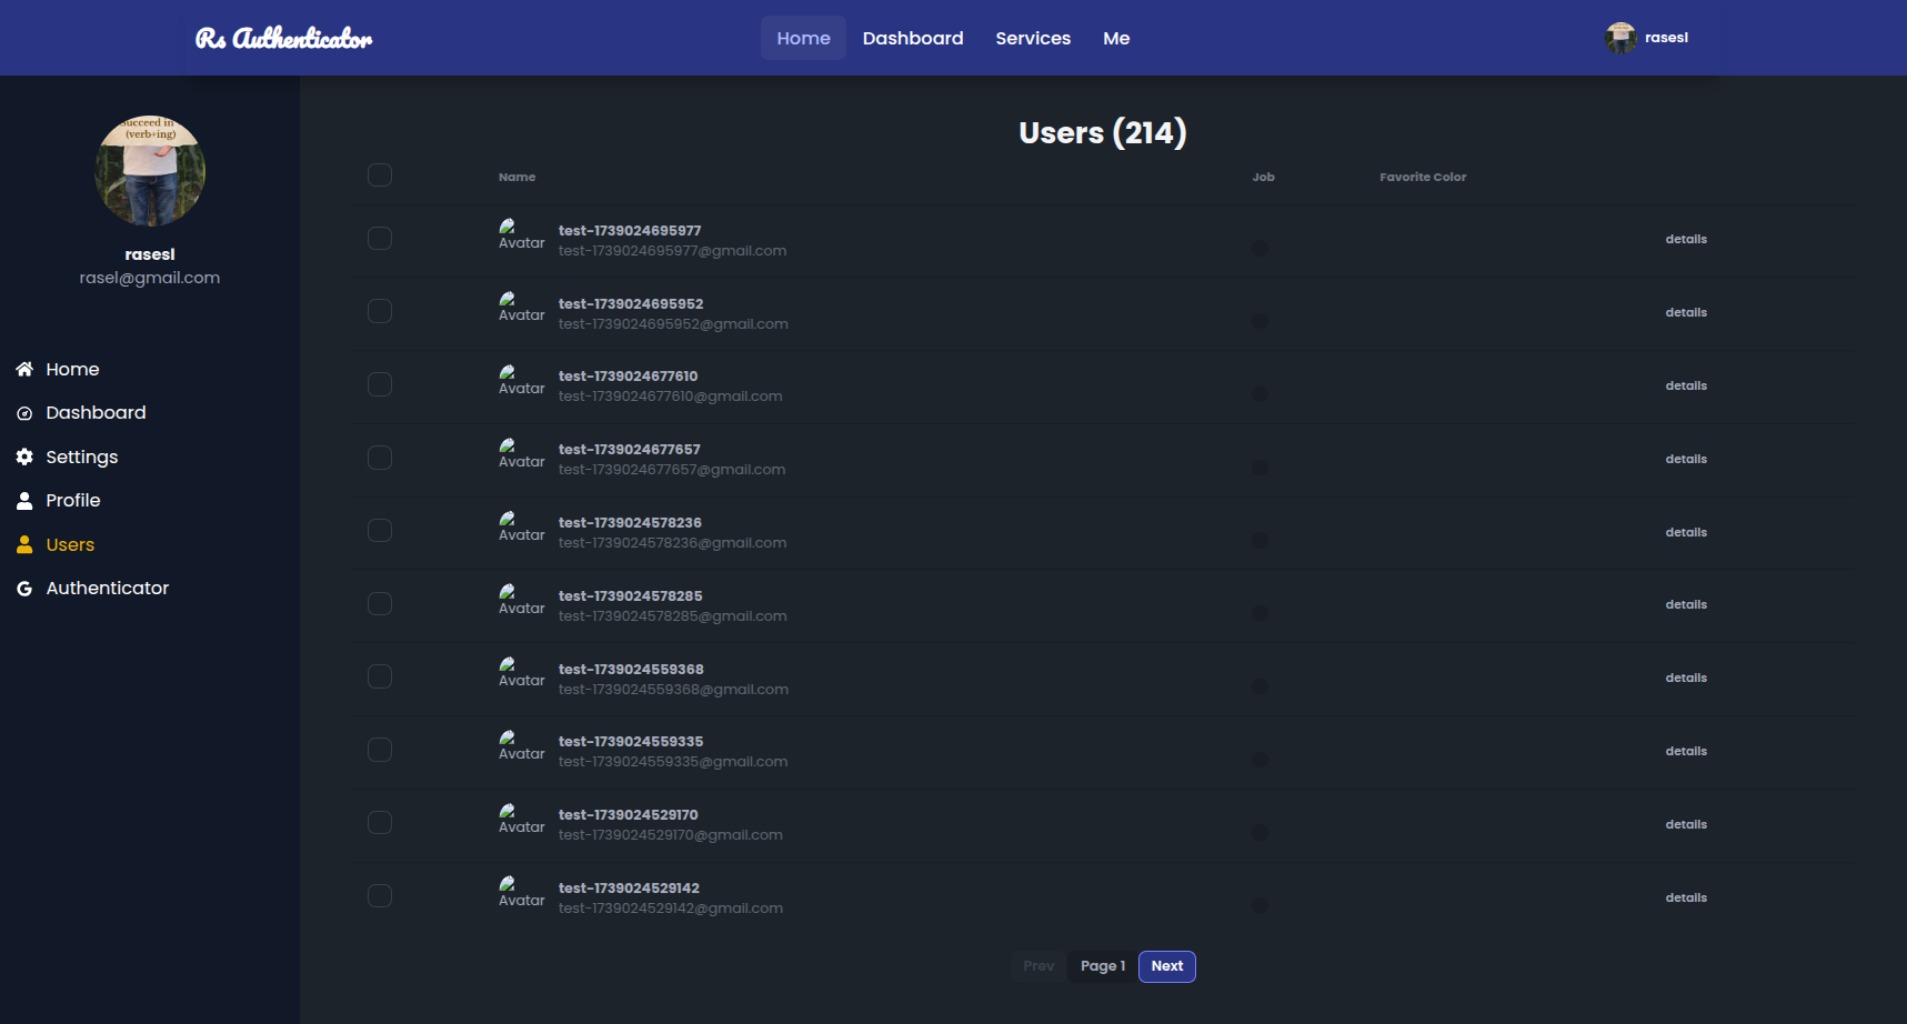 Rs Authenticator
Home Dashboard Services Me
rasesl
succeed in
(verb+ing)
rasesl
rasel@gmail.com
Home
Dashboard
Settings
Profile
Users
Authenticator
Users (214)
Name Job Favorite Color
Avatar test-1739024695977 details
test-1739024695977@gmail.com
Avatar test-1739024695952 details
test-1739024695952@gmail.com
Avatar test-1739024677610 details
test-1739024677610@gmail.com
Avatar test-1739024677657 details
test-1739024677657@gmail.com
Avatar test-1739024578236 details
test-1739024578236@gmail.com
Avatar test-1739024578285 details
test-1739024578285@gmail.com
Avatar test-1739024559368 details
test-1739024559368@gmail.com
Avatar test-1739024559335 details
test-1739024559335@gmail.com
Avatar test-1739024529170 details
test-1739024529170@gmail.com
Avatar test-1739024529142 details
test-1739024529142@gmail.com
Prev Page 1 Next